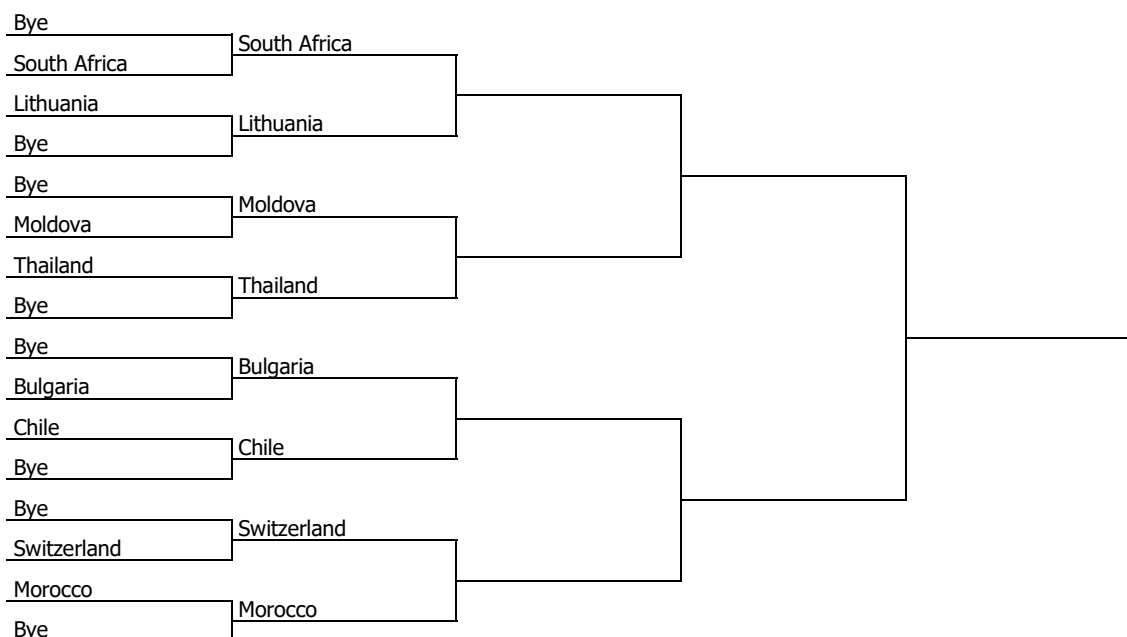 Bye
South Africa
South Africa
Lithuania
Lithuania
Bye
Bye
Moldova
Moldova
Thailand
Thailand
Bye
Bye
Bulgaria
Bulgaria
Chile
Chile
Bye
Bye
Switzerland
Switzerland
Morocco
Morocco
Bye